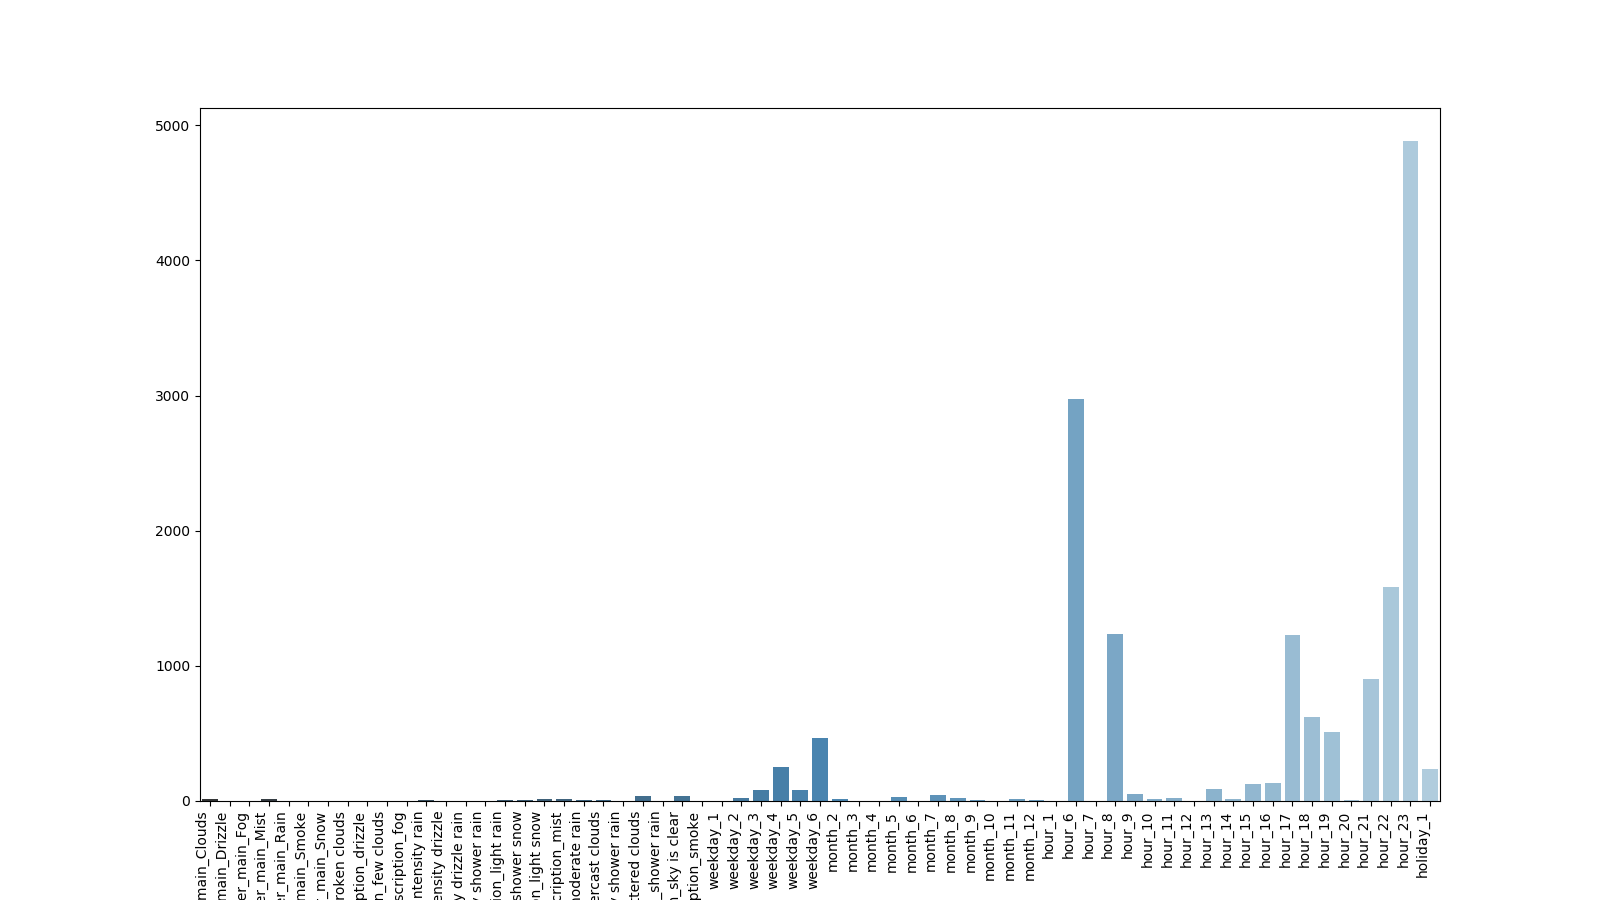 5000
4000
3000
2000
1000
0
main_Clouds
main_Drizzle
er_main_Fog
er_main_Mist
er_main_Rain
main_Smoke
_main_Snow
roken clouds
ption_drizzle
n_few clouds
scription_fog
ntensity rain
ensity drizzle
y drizzle rain
shower rain
ion_light rain
shower snow
on_light snow
cription_mist
noderate rain
ercast clouds
shower rain
ttered clouds
_shower rain
n_sky is clear
ption_smoke
weekday_1
weekday_2
weekday_3
weekday_4
weekday_5
weekday_6
month_2
month_3
month_4
month_5
month_6
month_7
month_8
month_9
month_10
month_11
month_12
hour_1
hour_6
hour_7
hour_8
hour_9
hour_10
hour_11
hour_12
hour_13
hour_14
hour_15
hour_16
hour_17
hour_18
hour_19
hour_20
hour_21
hour_22
hour_23
holiday_1